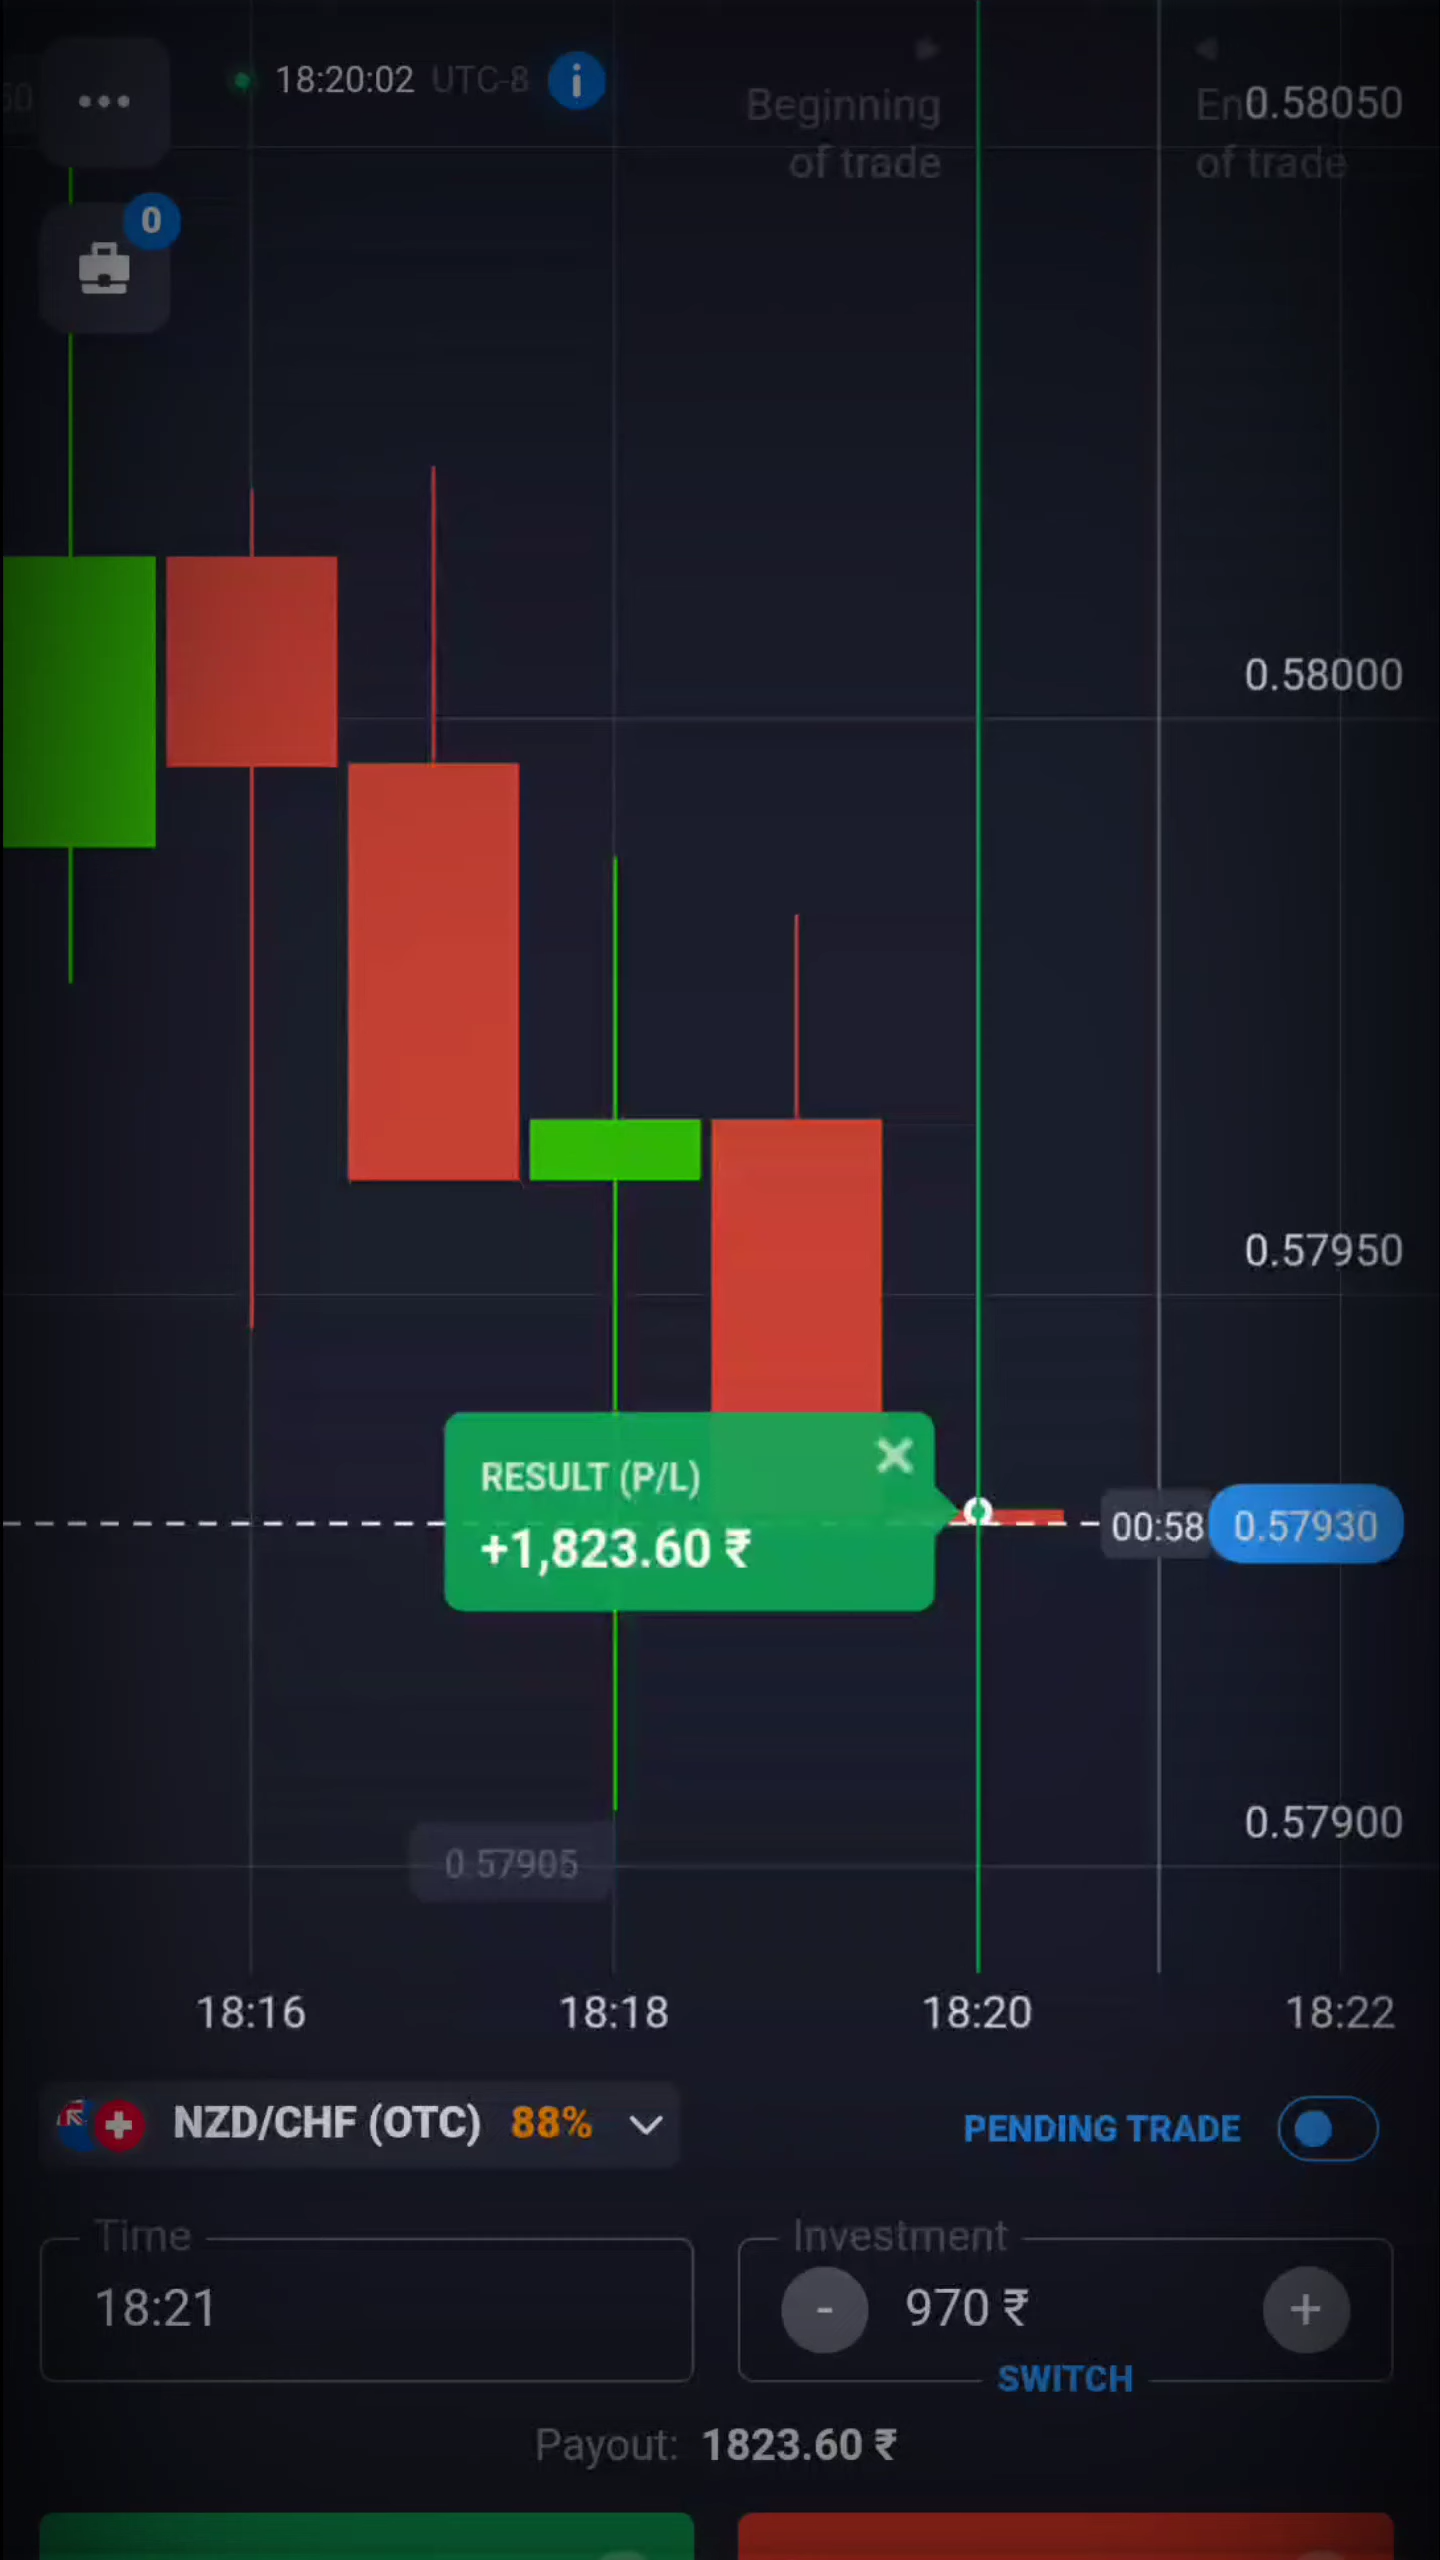 18:20:02 UTC-8
Beginning
of trade
of trade
0.58050
0
0.58000
0.57950
RESULT (P/L)
+1,823.60 ₹
00:58
0.57930
0.57900
0.57905
18:16
18:18
18:20
18:22
NZD/CHF (OTC) 88%
PENDING TRADE
Time
18:21
Investment
- 970 ₹ +
SWITCH
Payout: 1823.60 ₹